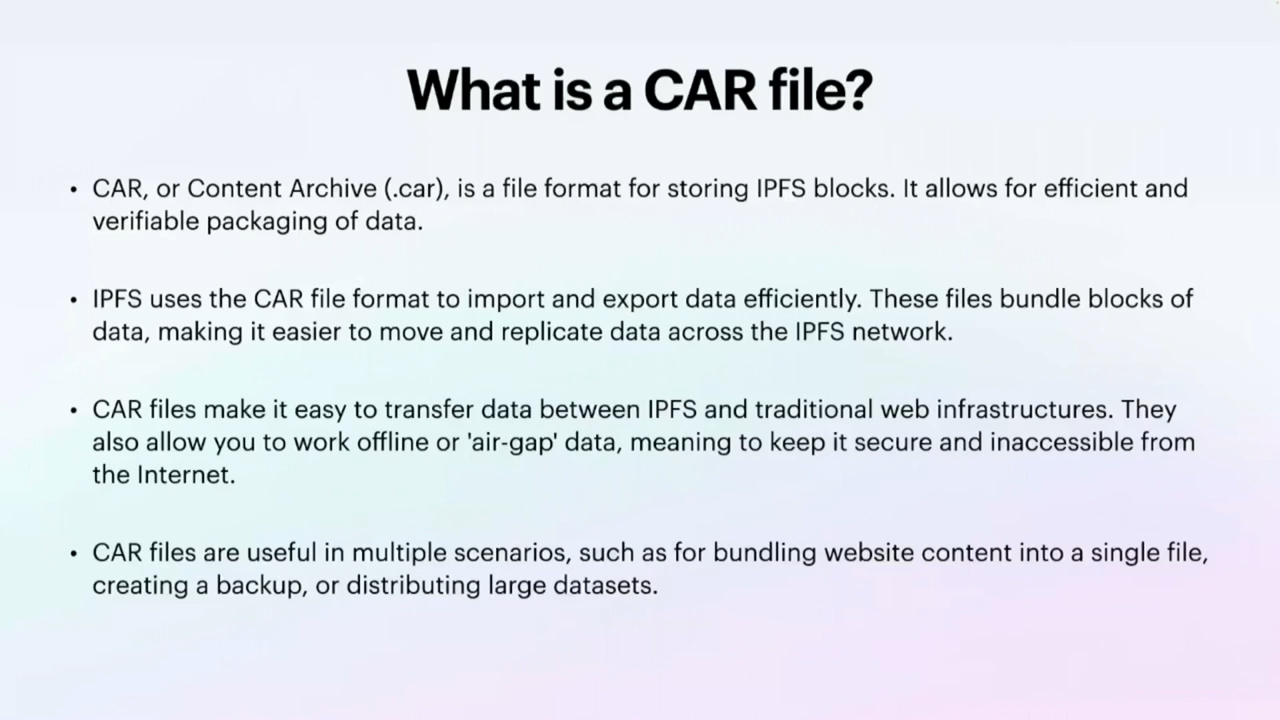 What is a CAR file?
• CAR, or Content Archive (.car), is a file format for storing IPFS blocks. It allows for efficient and
verifiable packaging of data.
• IPFS uses the CAR file format to import and export data efficiently. These files bundle blocks of
data, making it easier to move and replicate data across the IPFS network.
• CAR files make it easy to transfer data between IPFS and traditional web infrastructures. They
also allow you to work offline or 'air-gap' data, meaning to keep it secure and inaccessible from
the Internet.
• CAR files are useful in multiple scenarios, such as for bundling website content into a single file,
creating a backup, or distributing large datasets.